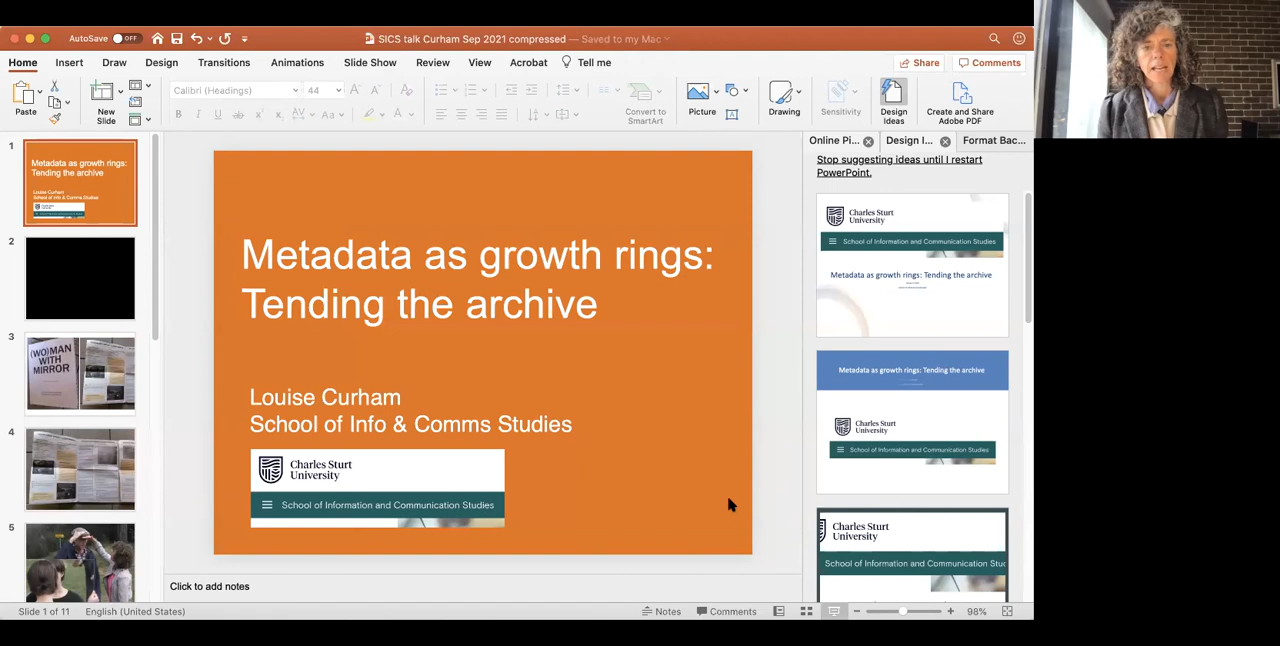 AutoSave OFF
SICS talk Curham Sep 2021 compressed — Saved to my Mac
Home Insert Draw Design Transitions Animations Slide Show Review View Acrobat Tell me
Share Comments
Paste
New
Slide
Calibri (Headings) 44
Convert to
SmartArt
Picture
Drawing
Sensitivity
Design
Ideas
Create and Share
Adobe PDF
1
Metadata as growth rings:
Tending the archive
Louise Curham
School of Info & Comms Studies
2
3
(WO)MAN
WITH
MIRROR
4
5
Metadata as growth rings:
Tending the archive
Louise Curham
School of Info & Comms Studies
Charles Sturt
University
School of Information and Communication Studies
Click to add notes
Online Pi... Design I... Format Bac...
Stop suggesting ideas until I restart
PowerPoint.
Charles Sturt
University
School of Information and Communication Studies
Metadata as growth rings: Tending the archive
Metadata as growth rings: Tending the archive
Charles Sturt
University
School of Information and Communication Studies
Charles Sturt
University
School of Information and Communication Stud
Slide 1 of 11 English (United States) Notes Comments 98%